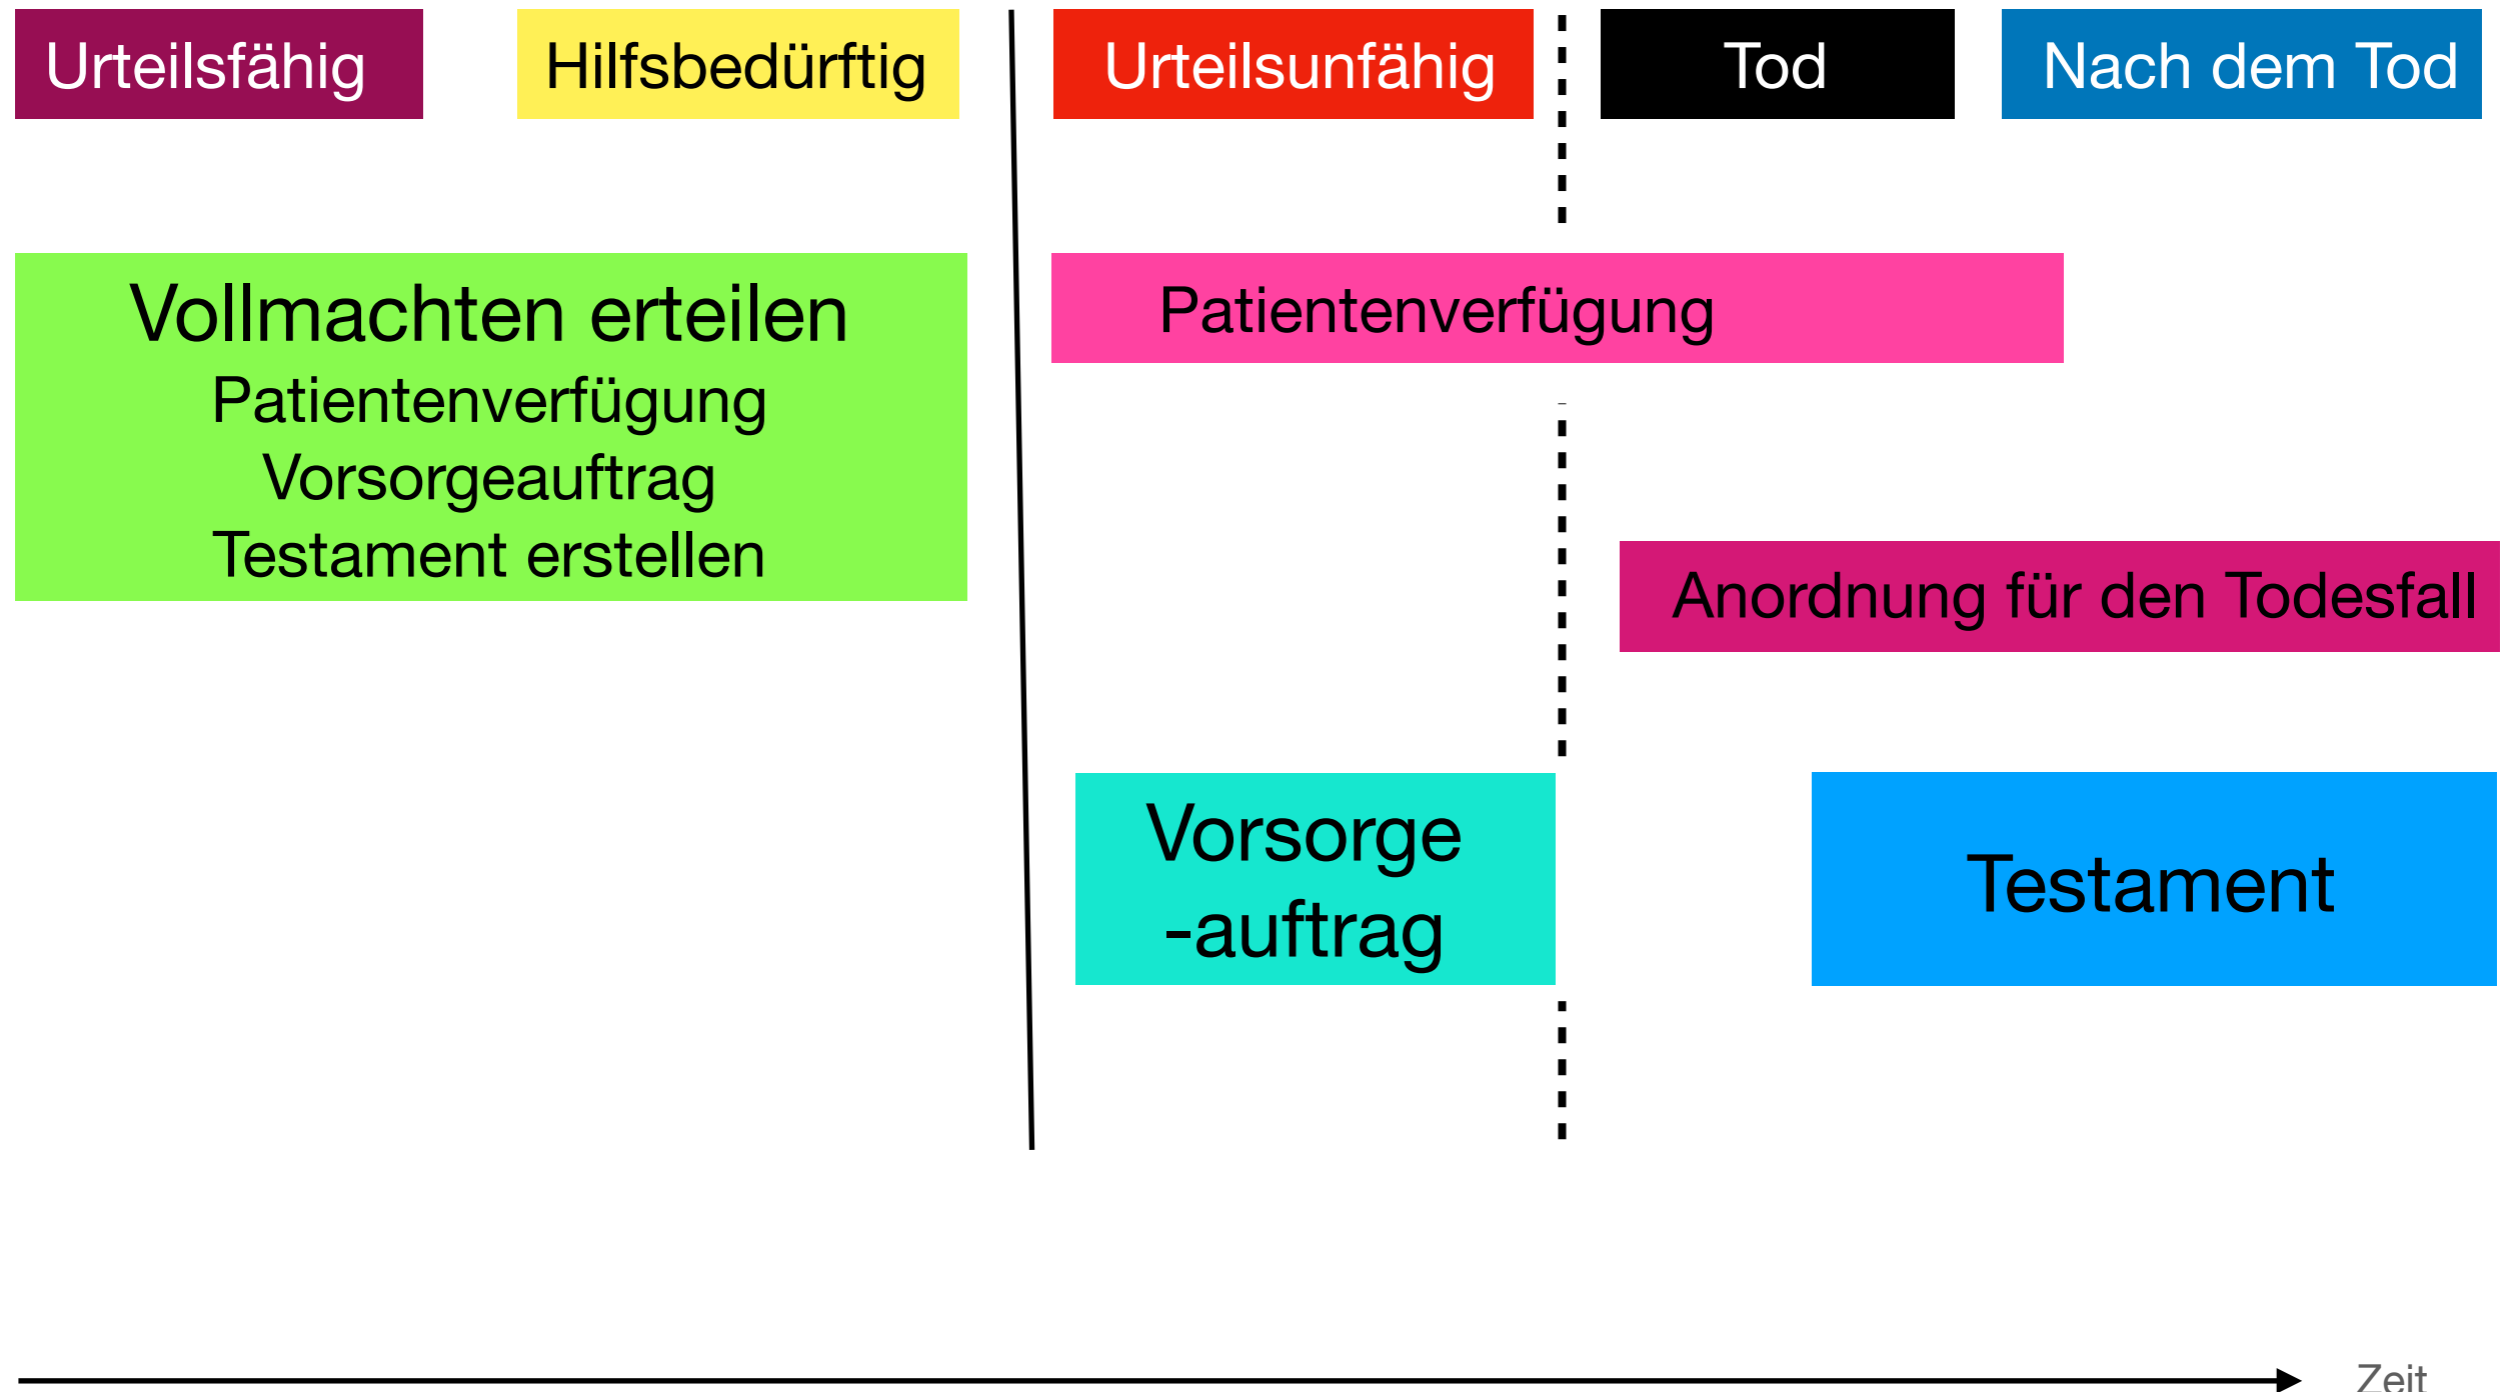 Urteilsfähig
Hilfsbedürftig
Urteilsunfähig
Tod
Nach dem Tod
Vollmachten erteilen
Patientenverfügung
Vorsorgeauftrag
Testament erstellen
Patientenverfügung
Anordnung für den Todesfall
Vorsorge
-auftrag
Testament
Zeit